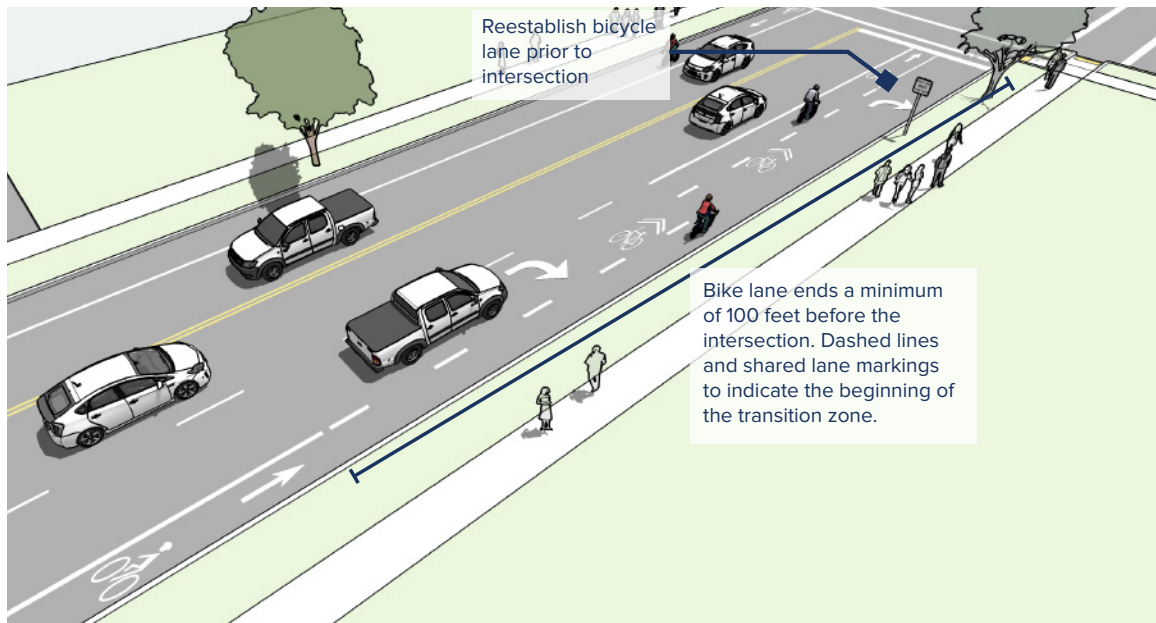 Reestablish bicycle
lane prior to
intersection
Bike lane ends a minimum
of 100 feet before the
intersection. Dashed lines
and shared lane markings
to indicate the beginning of
the transition zone.